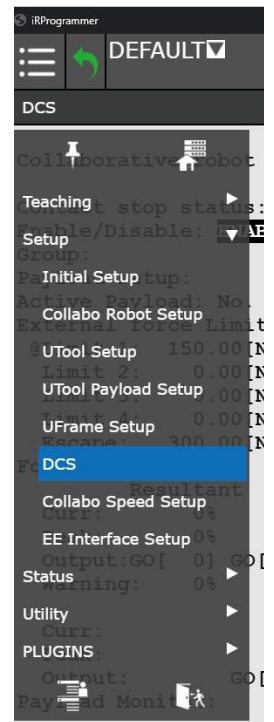 iRProgrammer
DEFAULT
DCS
Collaborative robot
Teaching
Contact stop status:
Enable/Disable: ENAB
Setup
Group:
Initial Setup
Payload Setup:
Active Payload: No.
Collabo Robot Setup
External force Limit
@Limit 1: 150.00[N
UTool Setup
Limit 2: 0.00[N
UTool Payload Setup
Limit 3: 0.00[N
Limit 4: 0.00[N
UFrame Setup
Escape: 300.00[N
DCS
Resultant
Collabo Speed Setup
Curr: 0%
EE Interface Setup
Output:GO[ 0] GO[
Status
Warning: 0%
Utility
Curr:
PLUGINS
Output: GO[
Payload Monit